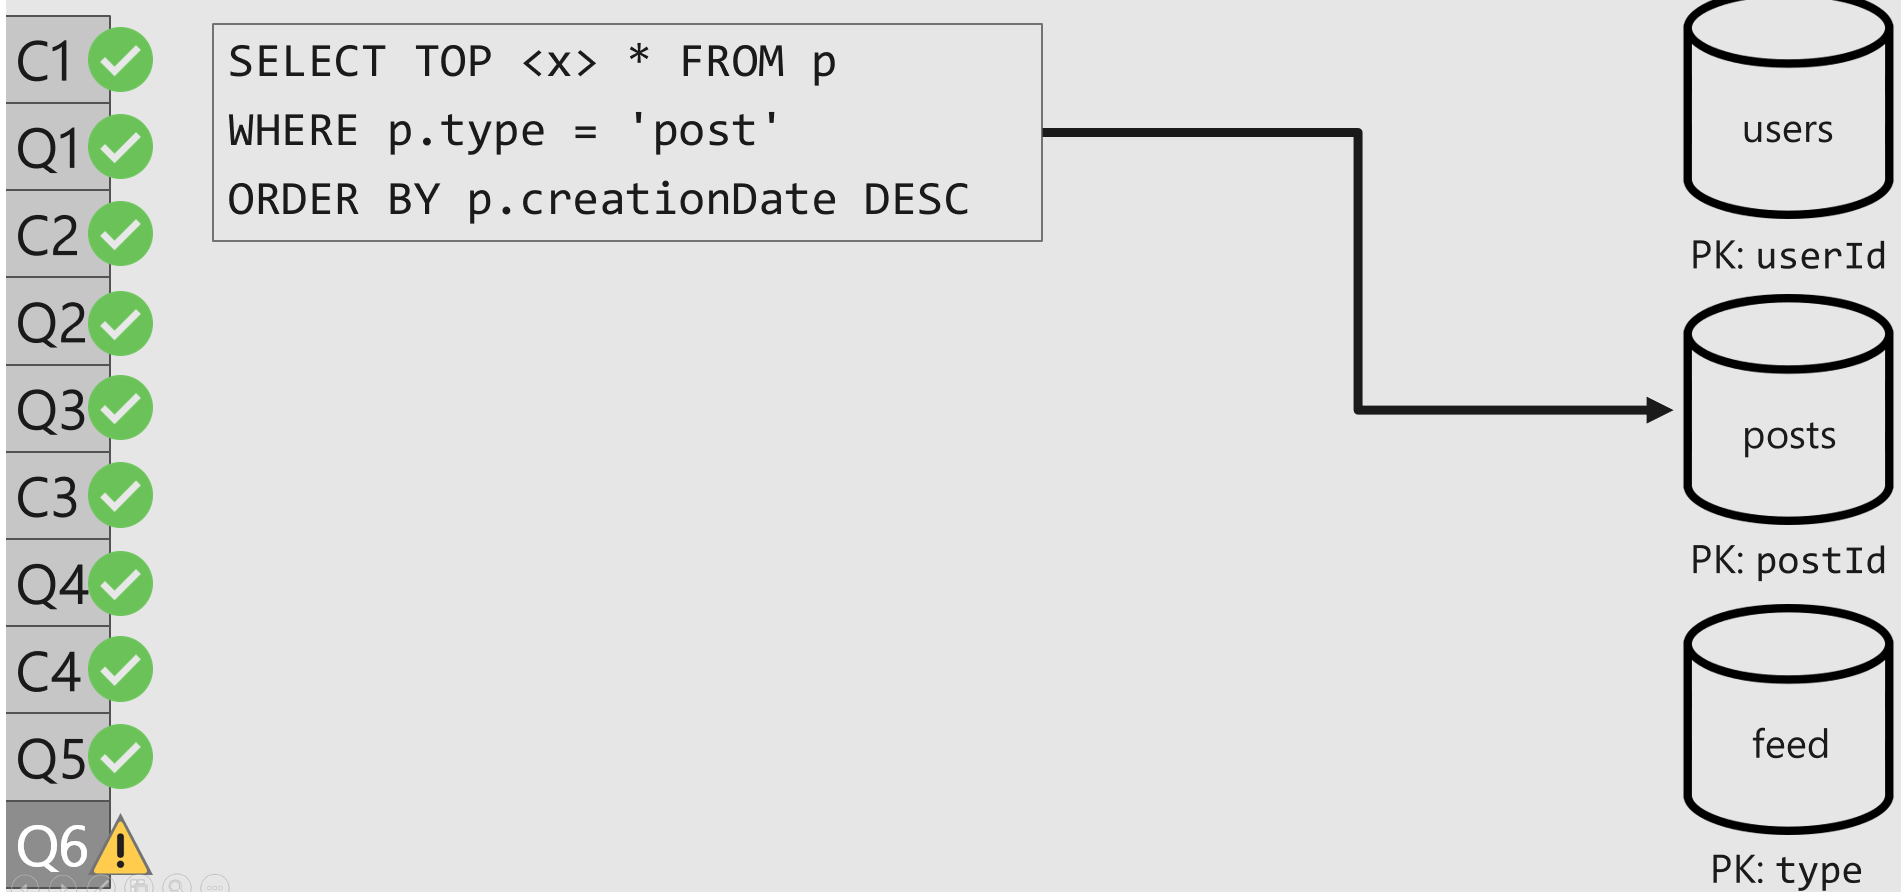 C1
Q1
C2
Q2
Q3
C3
Q4
C4
Q5
Q6
SELECT TOP <x> * FROM p
WHERE p.type = 'post'
ORDER BY p.creationDate DESC
users
PK: userId
posts
PK: postId
feed
PK: type